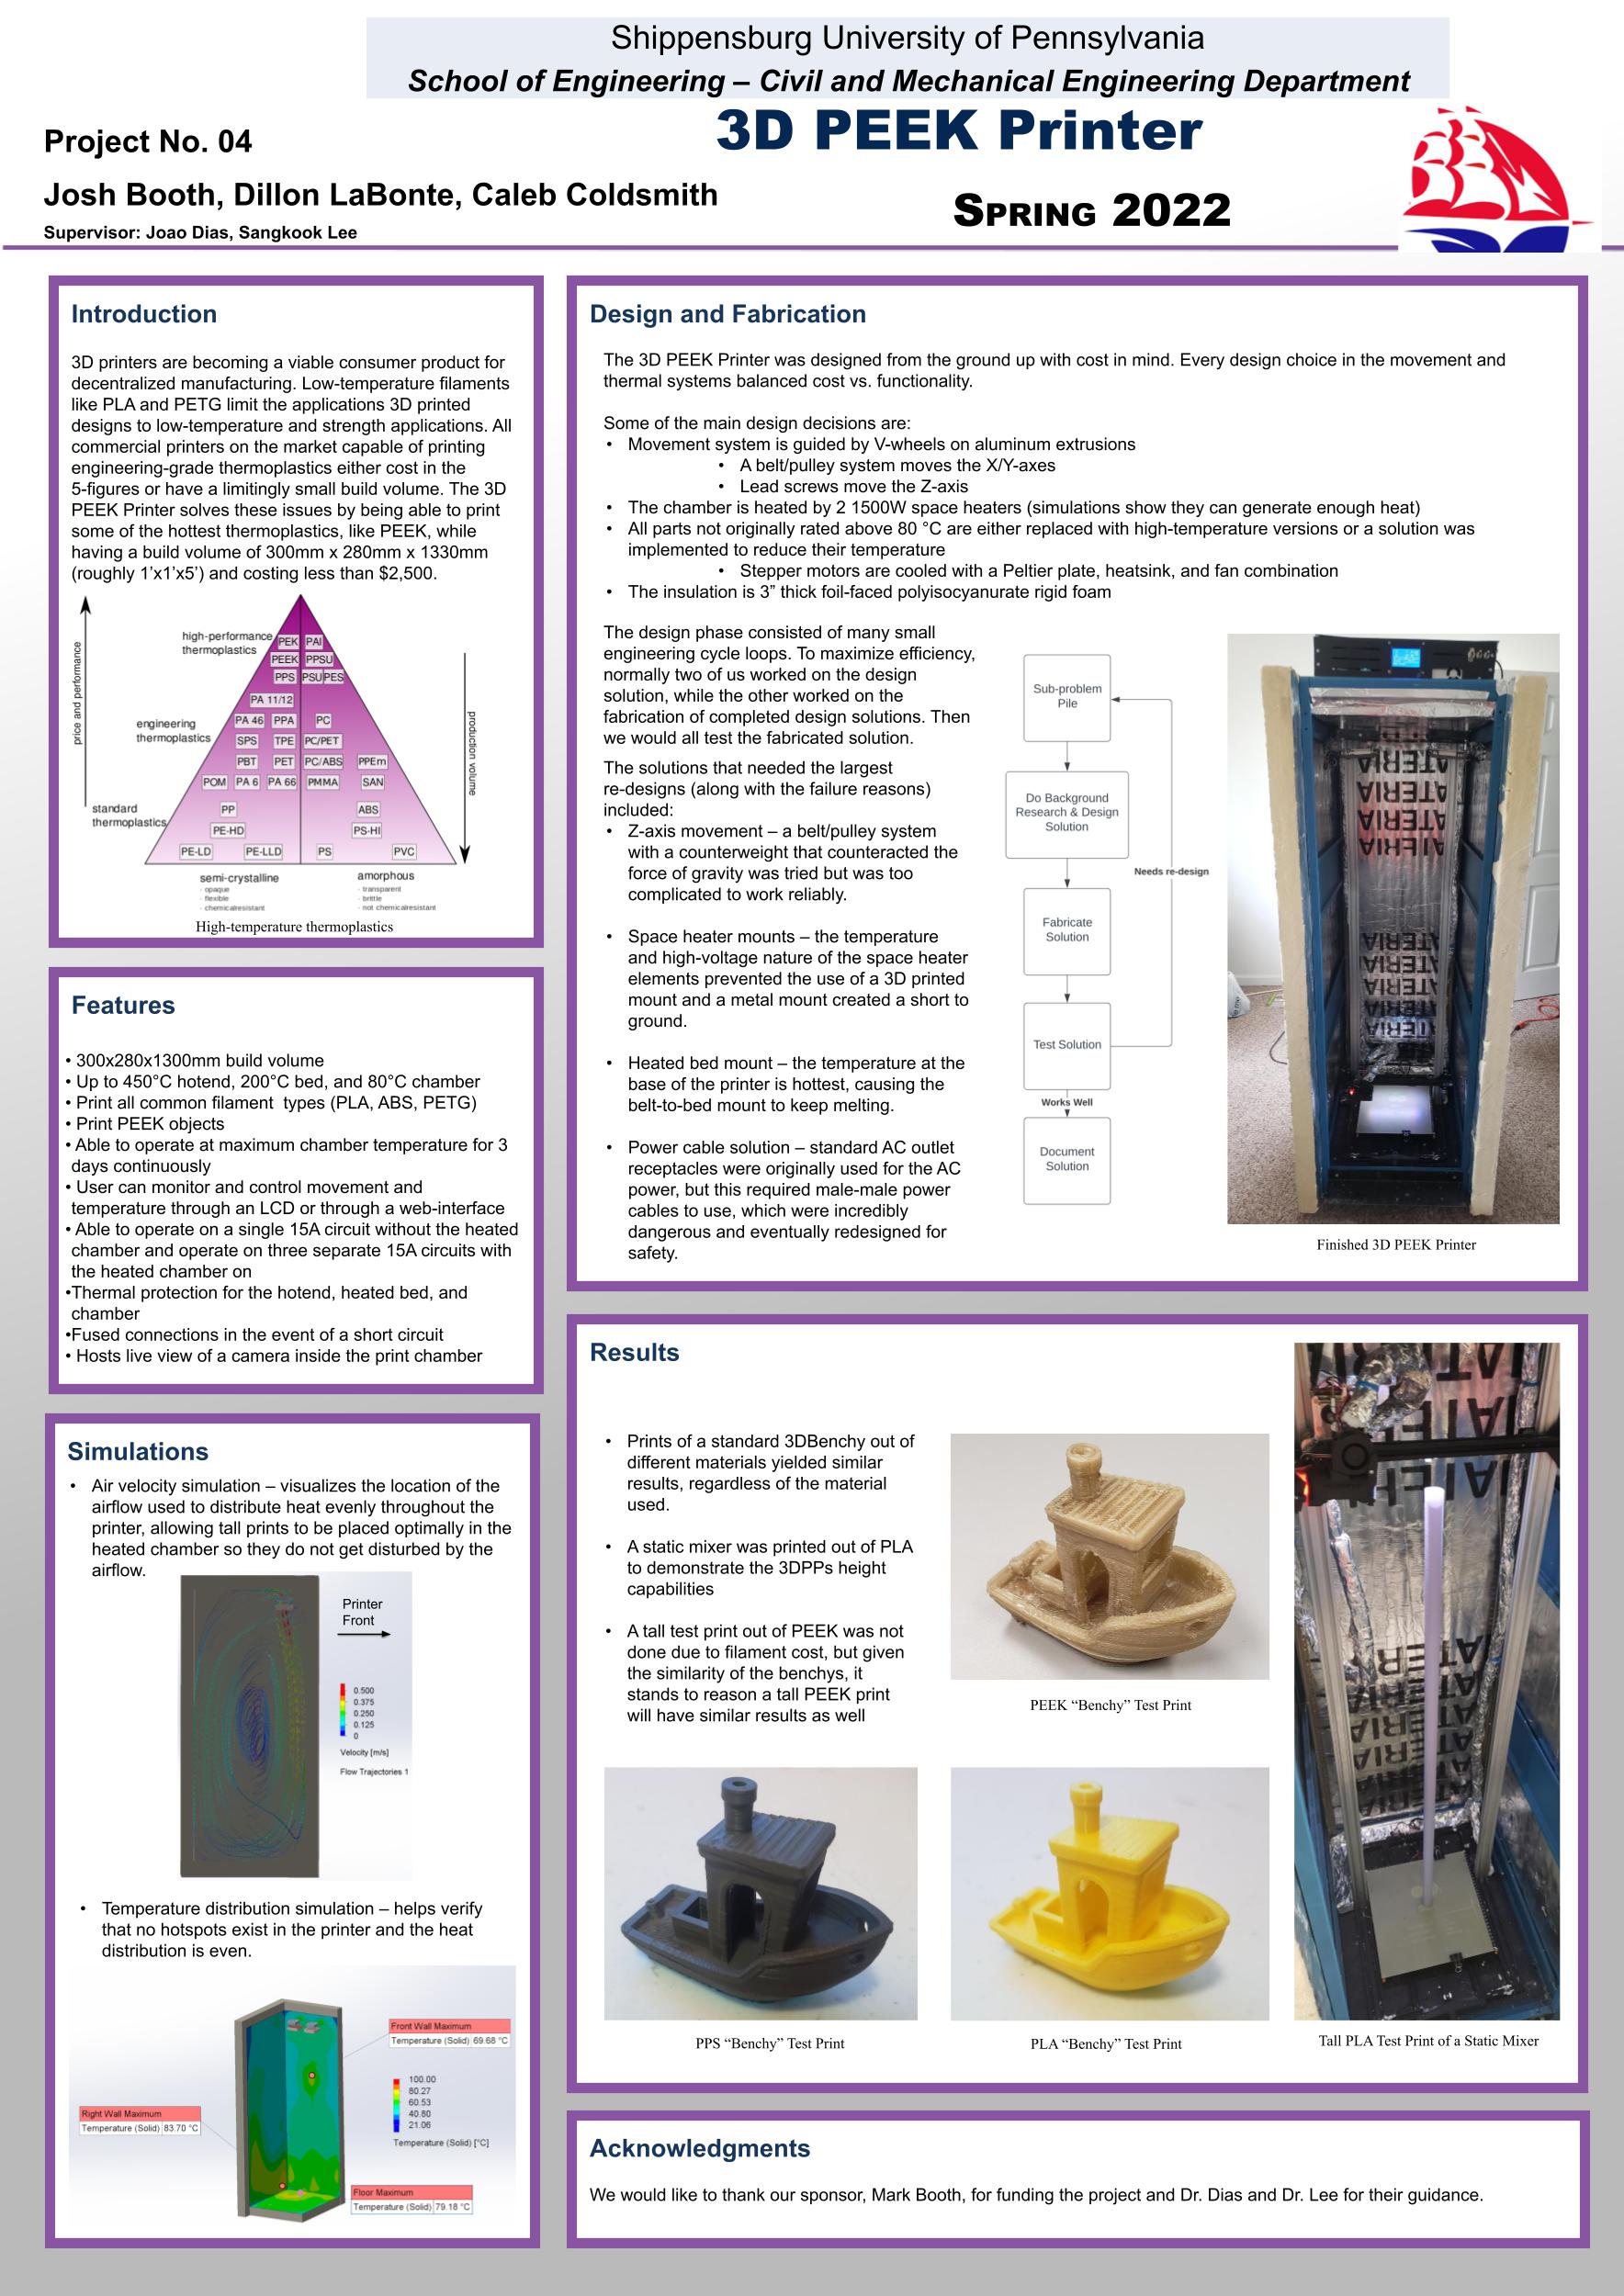 Shippensburg University of Pennsylvania
School of Engineering – Civil and Mechanical Engineering Department
3D PEEK Printer
Project No. 04
Josh Booth, Dillon LaBonte, Caleb Coldsmith
SPRING 2022
Supervisor: Joao Dias, Sangkook Lee
Introduction
3D printers are becoming a viable consumer product for
decentralized manufacturing. Low-temperature filaments
like PLA and PETG limit the applications 3D printed
designs to low-temperature and strength applications. All
commercial printers on the market capable of printing
engineering-grade thermoplastics either cost in the
5-figures or have a limitingly small build volume. The 3D
PEEK Printer solves these issues by being able to print
some of the hottest thermoplastics, like PEEK, while
having a build volume of 300mm x 280mm x 1330mm
(roughly 1’x1’x5’) and costing less than $2,500.
price and performance
high-performance
thermoplastics
engineering
thermoplastics
standard
thermoplastics
PEK PAI
PEEK PPSU
PPS PSU PES
PA 11/12
PA 46 PPA PC
SPS TPE PC/PET
PBT PET PC/ABS PPEm
POM PA 6 PA 66 PMMA SAN
PP ABS
PE-HD PS-HI
PE-LD PE-LLD PS PVC
production volume
semi-crystalline
· opaque
· flexible
· chemicalresistant
amorphous
· transparent
· brittle
· not chemicalresistant
High-temperature thermoplastics
Features
• 300x280x1300mm build volume
• Up to 450°C hotend, 200°C bed, and 80°C chamber
• Print all common filament types (PLA, ABS, PETG)
• Print PEEK objects
• Able to operate at maximum chamber temperature for 3
days continuously
• User can monitor and control movement and
temperature through an LCD or through a web-interface
• Able to operate on a single 15A circuit without the heated
chamber and operate on three separate 15A circuits with
the heated chamber on
•Thermal protection for the hotend, heated bed, and
chamber
•Fused connections in the event of a short circuit
• Hosts live view of a camera inside the print chamber
Simulations
• Air velocity simulation – visualizes the location of the
airflow used to distribute heat evenly throughout the
printer, allowing tall prints to be placed optimally in the
heated chamber so they do not get disturbed by the
airflow.
Printer
Front
0.500
0.375
0.250
0.125
0
Velocity [m/s]
Flow Trajectories 1
• Temperature distribution simulation – helps verify
that no hotspots exist in the printer and the heat
distribution is even.
Front Wall Maximum
Temperature (Solid) 69.68 °C
100.00
80.27
60.53
40.80
21.06
Temperature (Solid) [°C]
Right Wall Maximum
Temperature (Solid) 83.70 °C
Floor Maximum
Temperature (Solid) 79.18 °C
Design and Fabrication
The 3D PEEK Printer was designed from the ground up with cost in mind. Every design choice in the movement and
thermal systems balanced cost vs. functionality.
Some of the main design decisions are:
• Movement system is guided by V-wheels on aluminum extrusions
• A belt/pulley system moves the X/Y-axes
• Lead screws move the Z-axis
• The chamber is heated by 2 1500W space heaters (simulations show they can generate enough heat)
• All parts not originally rated above 80 °C are either replaced with high-temperature versions or a solution was
implemented to reduce their temperature
• Stepper motors are cooled with a Peltier plate, heatsink, and fan combination
• The insulation is 3” thick foil-faced polyisocyanurate rigid foam
The design phase consisted of many small
engineering cycle loops. To maximize efficiency,
normally two of us worked on the design
solution, while the other worked on the
fabrication of completed design solutions. Then
we would all test the fabricated solution.
The solutions that needed the largest
re-designs (along with the failure reasons)
included:
• Z-axis movement – a belt/pulley system
with a counterweight that counteracted the
force of gravity was tried but was too
complicated to work reliably.
• Space heater mounts – the temperature
and high-voltage nature of the space heater
elements prevented the use of a 3D printed
mount and a metal mount created a short to
ground.
• Heated bed mount – the temperature at the
base of the printer is hottest, causing the
belt-to-bed mount to keep melting.
• Power cable solution – standard AC outlet
receptacles were originally used for the AC
power, but this required male-male power
cables to use, which were incredibly
dangerous and eventually redesigned for
safety.
Sub-problem
Pile
Do Background
Research & Design
Solution
Needs re-design
Fabricate
Solution
Test Solution
Works Well
Document
Solution
Finished 3D PEEK Printer
Results
• Prints of a standard 3DBenchy out of
different materials yielded similar
results, regardless of the material
used.
• A static mixer was printed out of PLA
to demonstrate the 3DPPs height
capabilities
• A tall test print out of PEEK was not
done due to filament cost, but given
the similarity of the benchys, it
stands to reason a tall PEEK print
will have similar results as well
PEEK “Benchy” Test Print
PPS “Benchy” Test Print
PLA “Benchy” Test Print
Tall PLA Test Print of a Static Mixer
Acknowledgments
We would like to thank our sponsor, Mark Booth, for funding the project and Dr. Dias and Dr. Lee for their guidance.